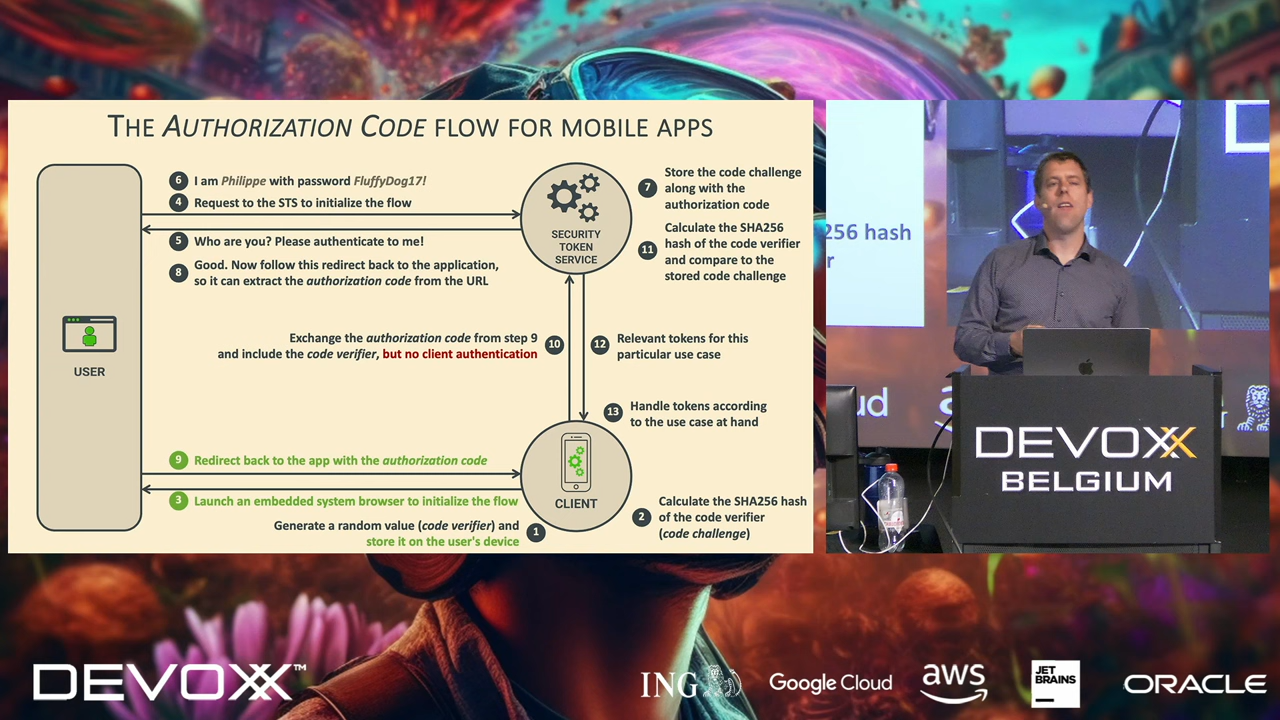 THE AUTHORIZATION CODE FLOW FOR MOBILE APPS
6 I am Philippe with password FluffyDog17!
4 Request to the STS to initialize the flow
5 Who are you? Please authenticate to me!
8 Good. Now follow this redirect back to the application,
so it can extract the authorization code from the URL
USER
SECURITY
TOKEN
SERVICE
7 Store the code challenge
along with the
authorization code
11 Calculate the SHA256
hash of the code verifier
and compare to the
stored code challenge
Exchange the authorization code from step 9
and include the code verifier, but no client authentication
10
12 Relevant tokens for this
particular use case
13 Handle tokens according
to the use case at hand
9 Redirect back to the app with the authorization code
3 Launch an embedded system browser to initialize the flow
CLIENT
Generate a random value (code verifier) and
store it on the user's device
1
2 Calculate the SHA256 hash
of the code verifier
(code challenge)
256 hash
r
D
ud
a
r
DEVOXX
BELGIUM
DEVOXX™
ING
Google Cloud
aws
JET
BRAINS
ORACLE